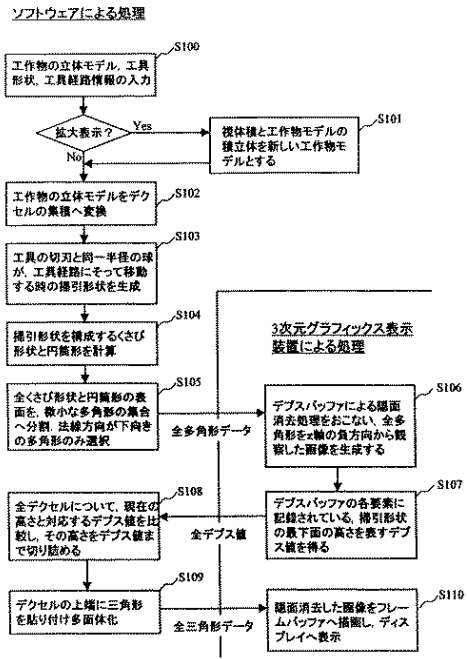 ソフトウェアによる処理
S100
工作物の立体モデル，工具
形状，工具経路情報の入力
拡大表示？
Yes
No
S101
視体積と工作物モデルの
積立体を新しい工作物モ
デルとする
S102
工作物の立体モデルをデク
セルの集積へ変換
S103
工具の切刃と同一半径の球
が，工具経路にそって移動
する時の掃引形状を生成
S104
掃引形状を構成するくさび
形状と円筒形を計算
S105
全くさび形状と円筒形の表
面を，微小な多角形の集合
へ分割．法線方向が下向き
の多角形のみ選択
全多角形データ
3次元グラフィックス表示
装置による処理
S106
デプスバッファによる隠面
消去処理をおこない，全多
角形をz軸の負方向から観
察した画像を生成する
S107
デプスバッファの各要素に
記録されている，掃引形状
の最下面の高さを表すデプ
ス値を得る
全デプス値
S108
全デクセルについて，現在の
高さと対応するデプス値を比
較し，その高さをデプス値ま
で切り詰める
S109
デクセルの上端に三角形
を貼り付け多面体化
全三角形データ
S110
隠面消去した画像をフレー
ムバッファへ描画し，ディス
プレイへ表示